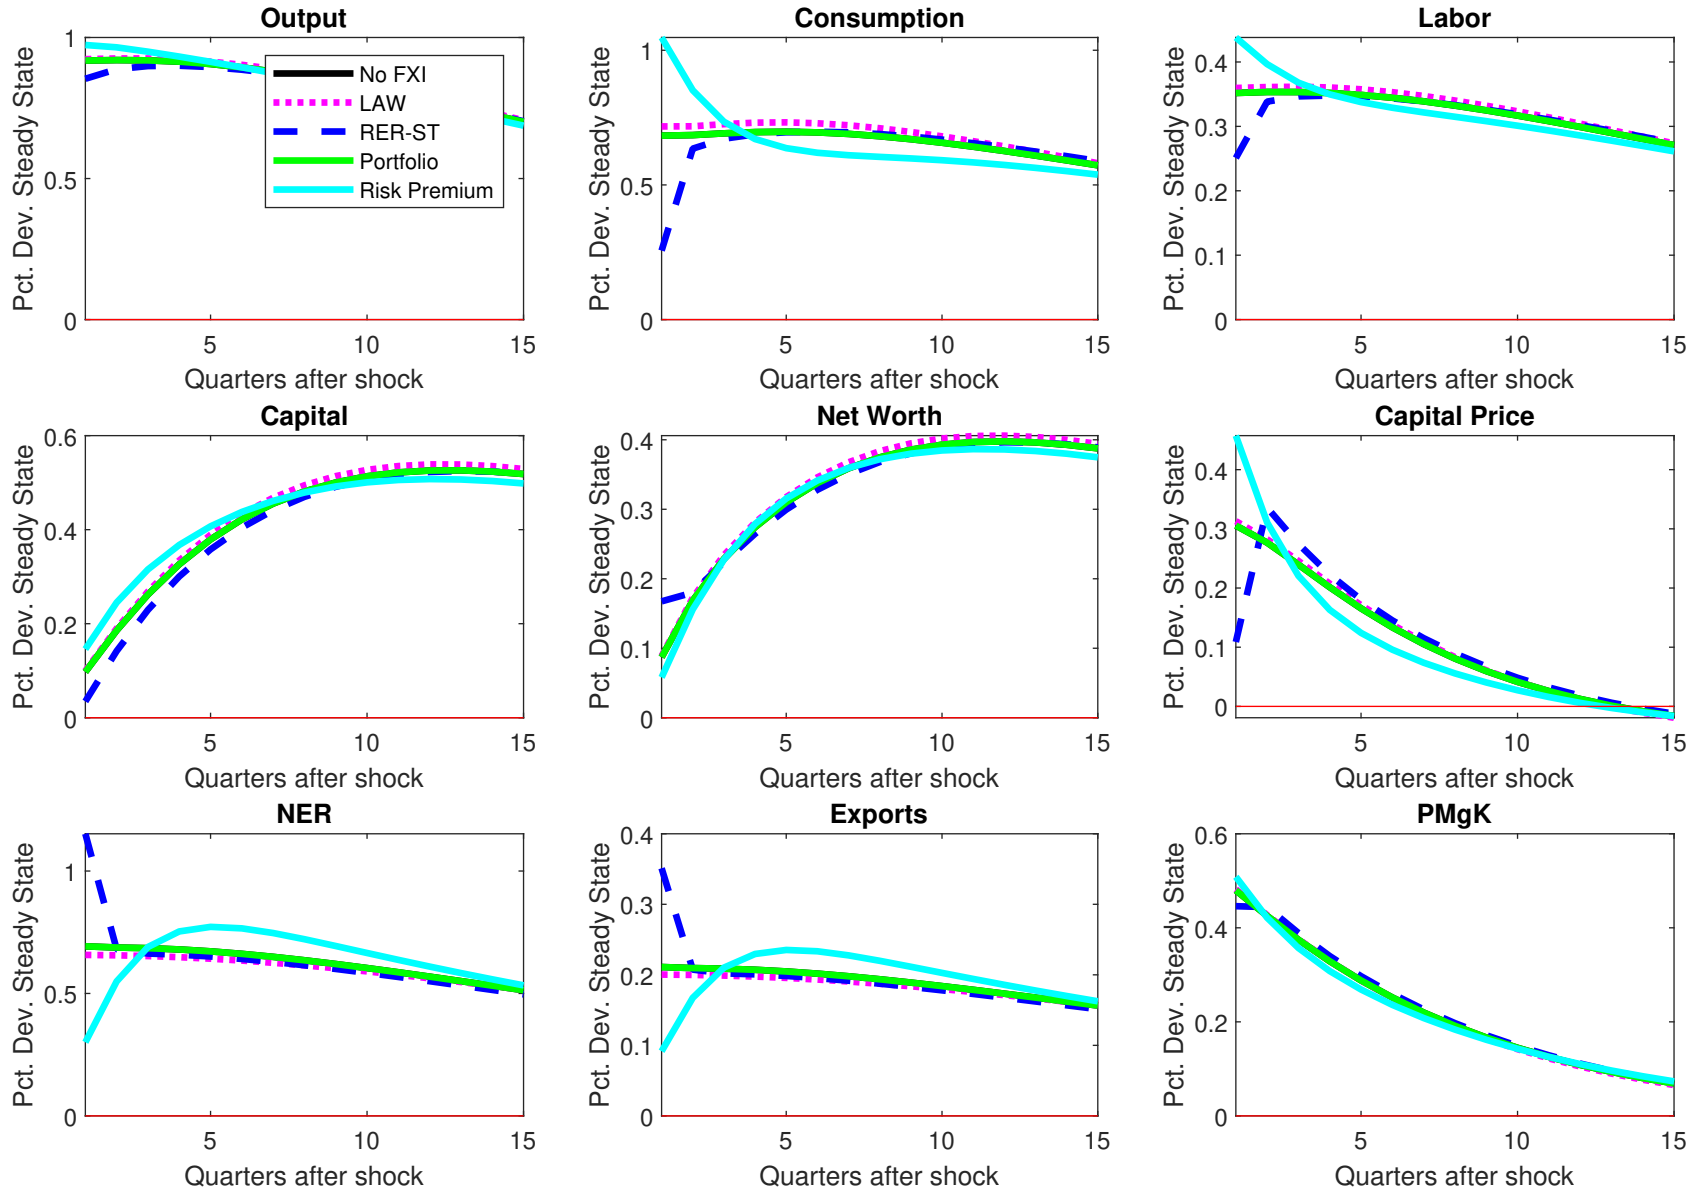 Output
Pct. Dev. Steady State
1
0.5
0
5
10
15
Quarters after shock
No FXI
LAW
RER-ST
Portfolio
Risk Premium
Consumption
Pct. Dev. Steady State
1
0.5
0
5
10
15
Quarters after shock
Labor
Pct. Dev. Steady State
0.4
0.3
0.2
0.1
0
5
10
15
Quarters after shock
Capital
Pct. Dev. Steady State
0.6
0.4
0.2
0
5
10
15
Quarters after shock
Net Worth
Pct. Dev. Steady State
0.4
0.3
0.2
0.1
0
5
10
15
Quarters after shock
Capital Price
Pct. Dev. Steady State
0.4
0.3
0.2
0.1
0
5
10
15
Quarters after shock
NER
Pct. Dev. Steady State
1
0.5
0
5
10
15
Quarters after shock
Exports
Pct. Dev. Steady State
0.4
0.3
0.2
0.1
0
5
10
15
Quarters after shock
PMgK
Pct. Dev. Steady State
0.6
0.4
0.2
0
5
10
15
Quarters after shock